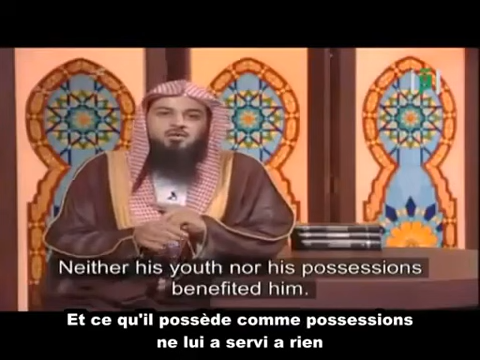 Neither his youth nor his possessions
benefited him.
Et ce qu'il possède comme possessions
ne lui a servi a rien